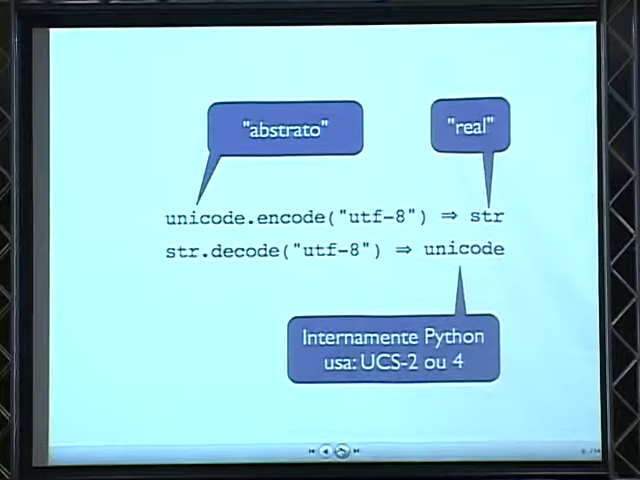 "abstrato"
"real"
unicode.encode("utf-8") ⇒ str
str.decode("utf-8") ⇒ unicode
Internamente Python
usa: UCS-2 ou 4